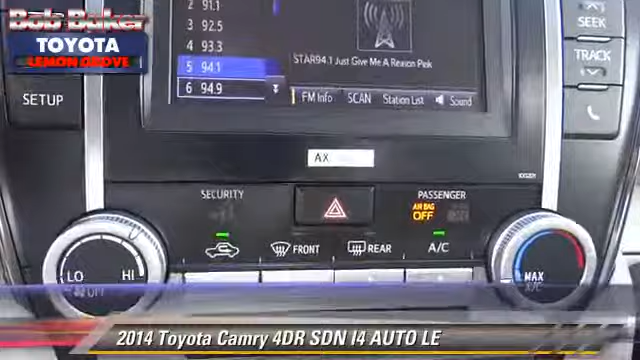 Bob Baker
TOYOTA
LEMON GROVE
2 91.1
3 92.5
4 93.3
5 94.1
6 94.9
STAR94.1 Just Give Me A Reason Pink
FM Info SCAN Station List Sound
SEEK
TRACK
SETUP
AX
SECURITY
PASSENGER
AIR BAG
OFF
FRONT REAR A/C
LO HI
OFF
MAX
A/C
2014 Toyota Camry 4DR SDN I4 AUTO LE